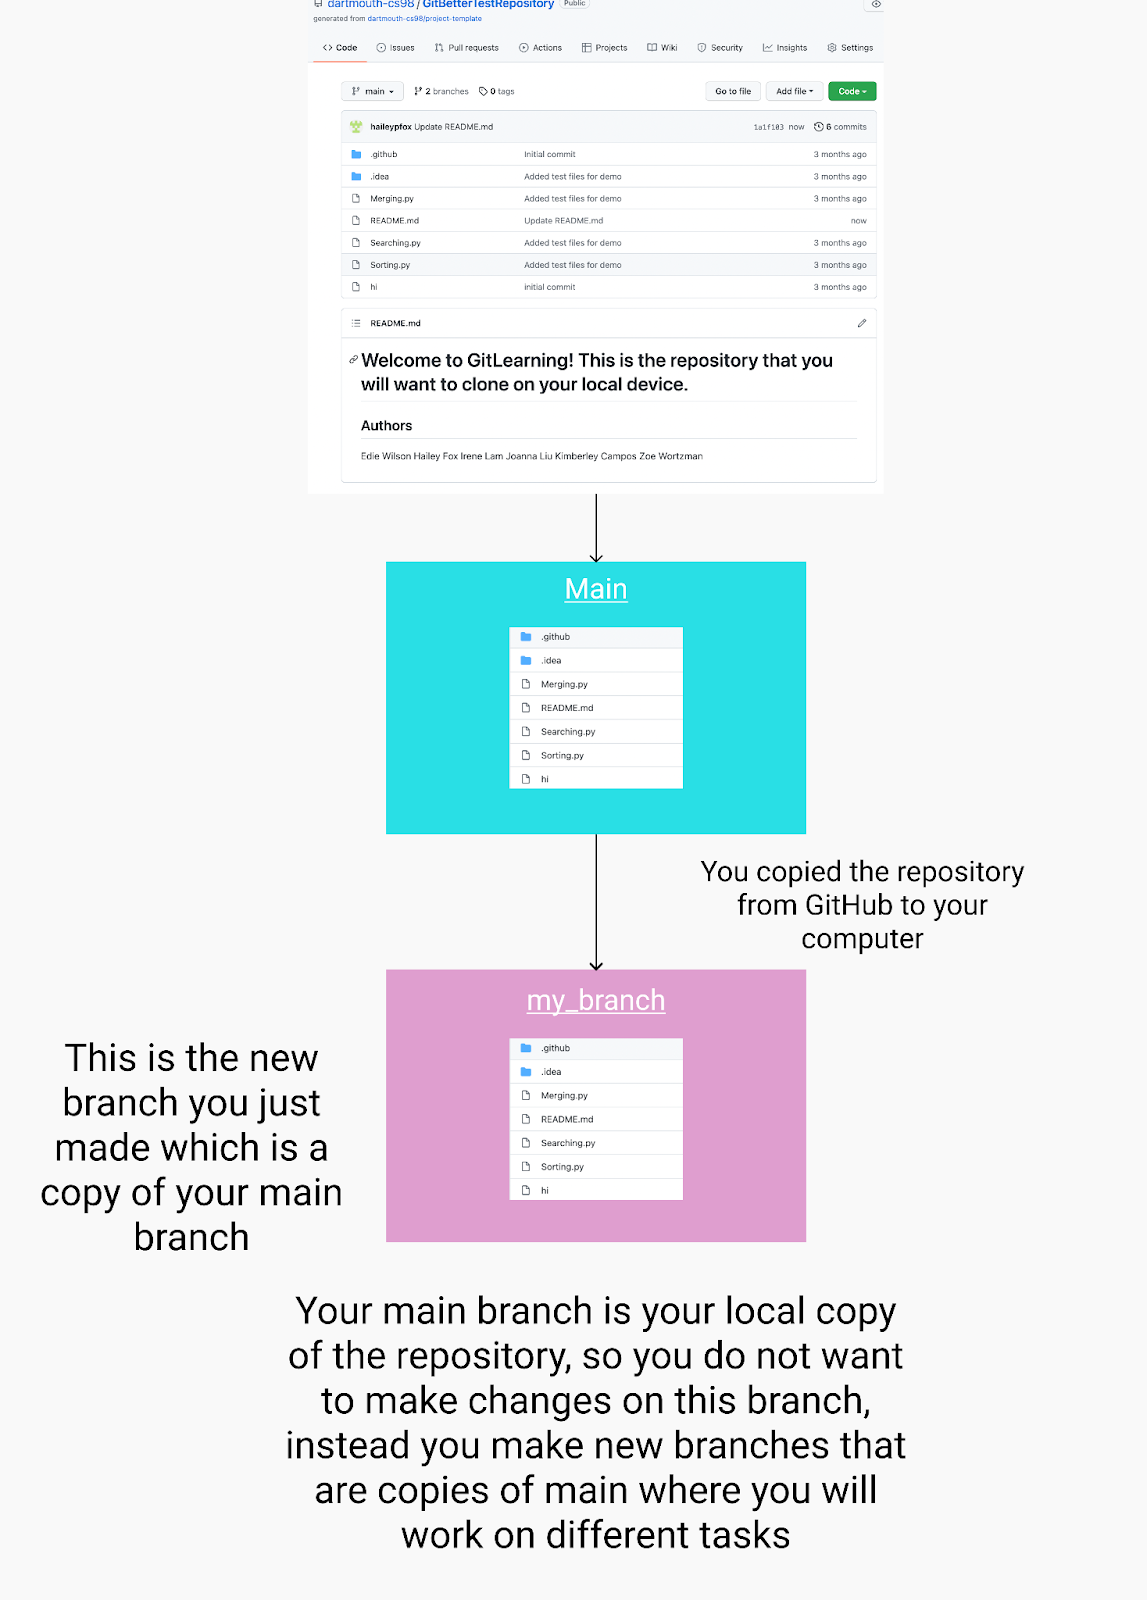 dartmouth-cs98 / GitBetterTestRepository Public
generated from dartmouth-cs98/project-template
Code Issues Pull requests Actions Projects Wiki Security Insights Settings
main 2 branches 0 tags Go to file Add file Code
haileypfox Update README.md 1a1f103 now 6 commits
.github Initial commit 3 months ago
.idea Added test files for demo 3 months ago
Merging.py Added test files for demo 3 months ago
README.md Update README.md now
Searching.py Added test files for demo 3 months ago
Sorting.py Added test files for demo 3 months ago
hi initial commit 3 months ago
README.md
Welcome to GitLearning! This is the repository that you
will want to clone on your local device.
Authors
Edie Wilson Hailey Fox Irene Lam Joanna Liu Kimberley Campos Zoe Wortzman
Main
.github
.idea
Merging.py
README.md
Searching.py
Sorting.py
hi
You copied the repository
from GitHub to your
computer
my_branch
.github
.idea
Merging.py
README.md
Searching.py
Sorting.py
hi
This is the new
branch you just
made which is a
copy of your main
branch
Your main branch is your local copy
of the repository, so you do not want
to make changes on this branch,
instead you make new branches that
are copies of main where you will
work on different tasks